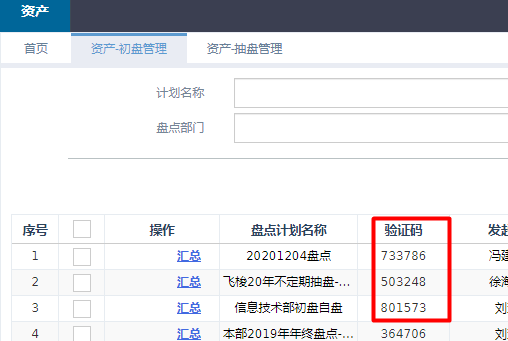 资产
首页 资产-初盘管理 资产-抽盘管理
计划名称
盘点部门
序号 操作 盘点计划名称 验证码 发起
1 汇总 20201204盘点 733786 冯建
2 汇总 飞梭20年不定期抽盘-... 503248 徐海
3 汇总 信息技术部初盘自盘 801573 刘
4 汇总 本部2019年年终盘点-... 364706 刘